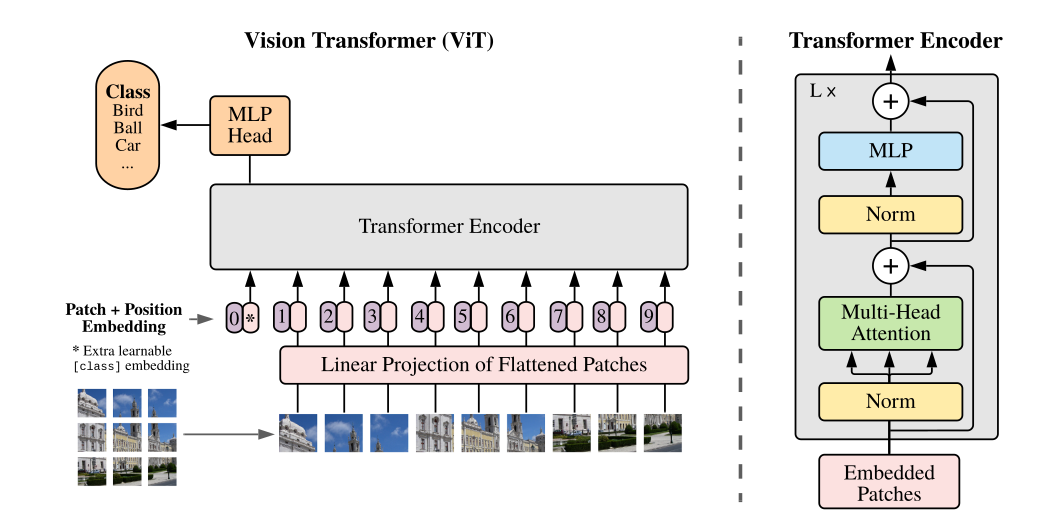 Vision Transformer (ViT)
Class
Bird
Ball
Car
...
MLP
Head
Transformer Encoder
Patch + Position
Embedding
0 * 1 2 3 4 5 6 7 8 9
* Extra learnable
[class] embedding
Linear Projection of Flattened Patches
Transformer Encoder
L ×
+
MLP
Norm
+
Multi-Head
Attention
Norm
Embedded
Patches